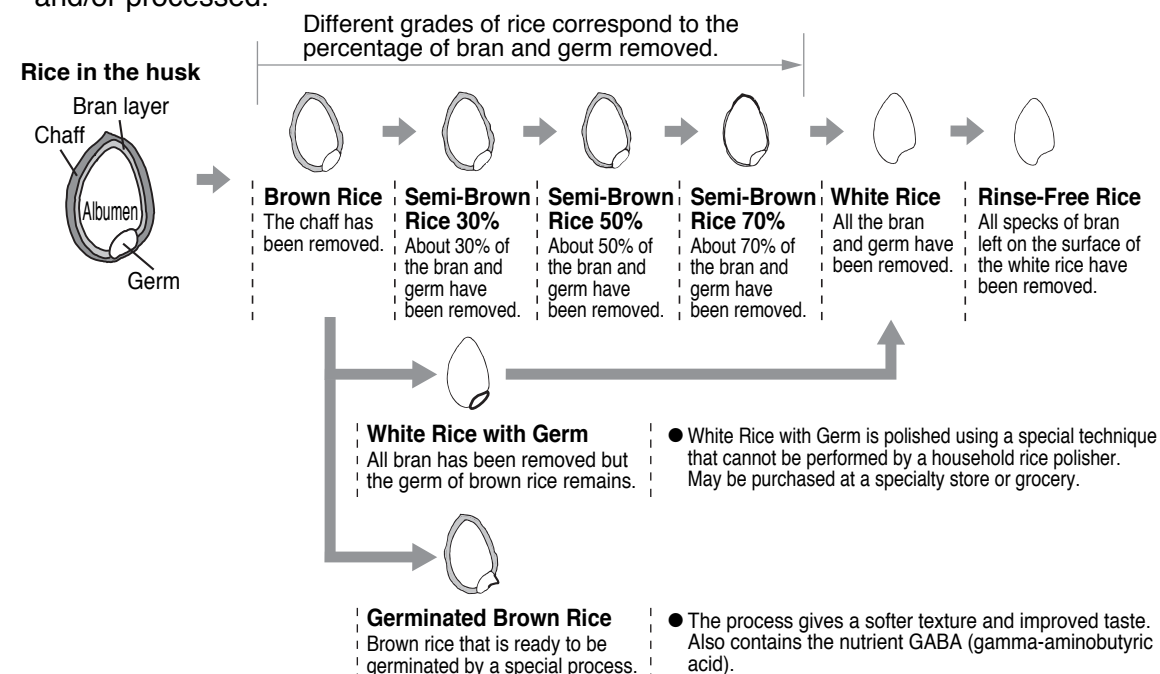 and/or processed.
Different grades of rice correspond to the
percentage of bran and germ removed.
Rice in the husk
Bran layer
Chaff
Albumen
Germ
Brown Rice
The chaff has
been removed.
Semi-Brown
Rice 30%
About 30% of
the bran and
germ have
been removed.
Semi-Brown
Rice 50%
About 50% of
the bran and
germ have
been removed.
Semi-Brown
Rice 70%
About 70% of
the bran and
germ have
been removed.
White Rice
All the bran
and germ have
been removed.
Rinse-Free Rice
All specks of bran
left on the surface of
the white rice have
been removed.
White Rice with Germ
All bran has been removed but
the germ of brown rice remains.
● White Rice with Germ is polished using a special technique
that cannot be performed by a household rice polisher.
May be purchased at a specialty store or grocery.
Germinated Brown Rice
Brown rice that is ready to be
germinated by a special process.
● The process gives a softer texture and improved taste.
Also contains the nutrient GABA (gamma-aminobutyric
acid).